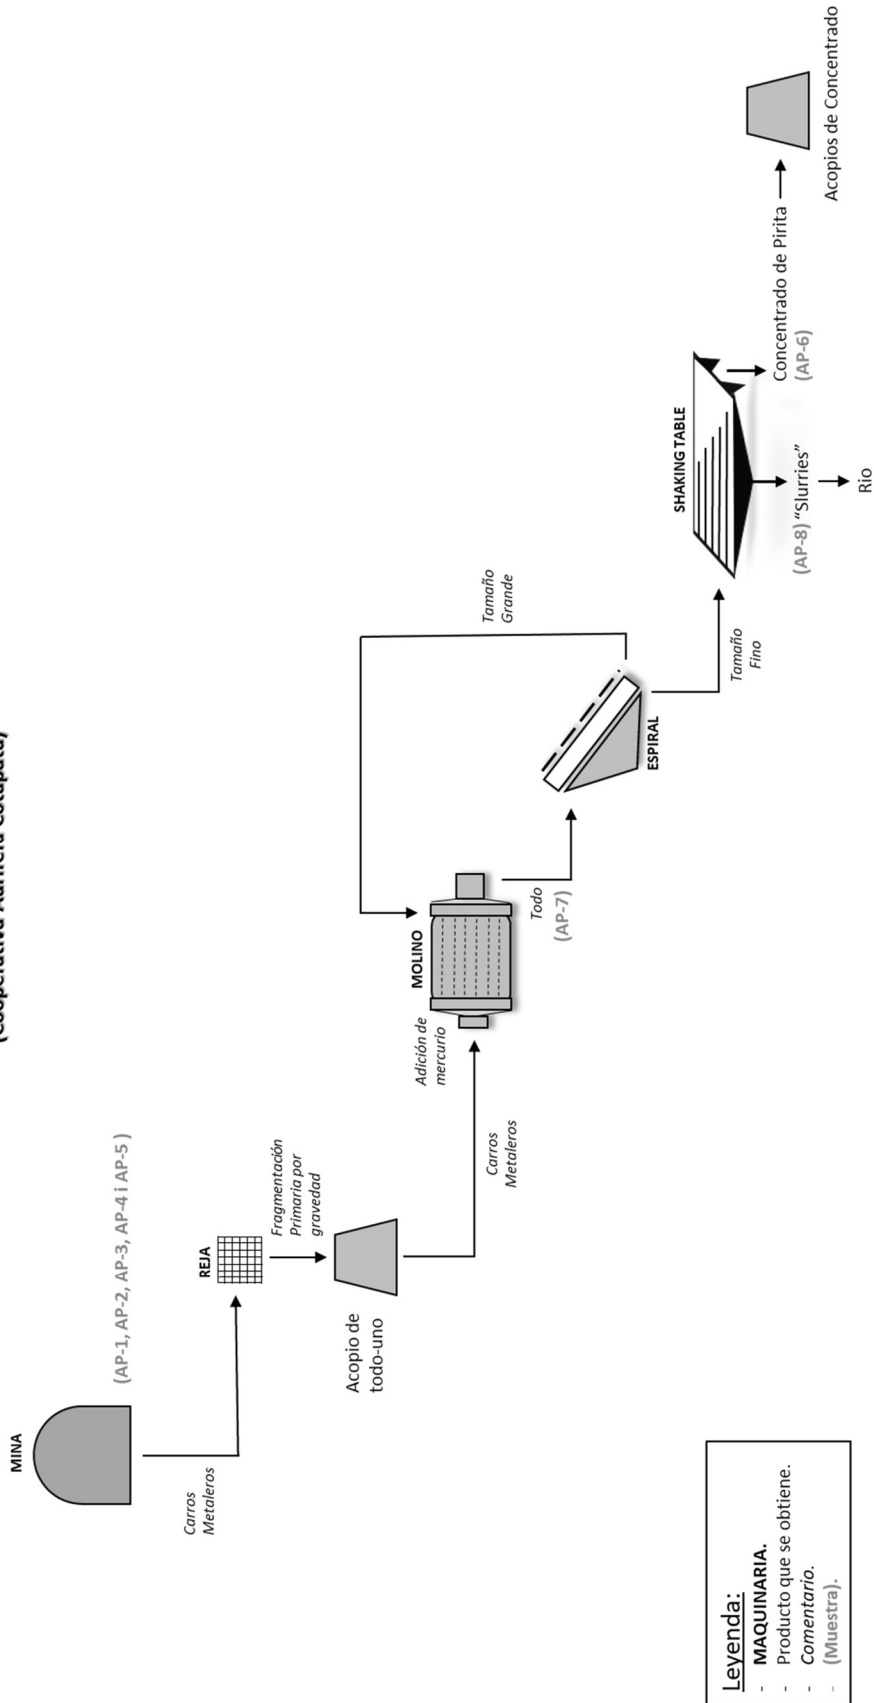 (Cooperativa Aurífera Cotapata)
MINA
(AP-1, AP-2, AP-3, AP-4 i AP-5 )
Carros
Metaleros
REJA
Fragmentación
Primaria por
gravedad
Acopio de
todo-uno
Carros
Metaleros
Adición de
mercurio
MOLINO
Todo
(AP-7)
Tamaño
Grande
ESPIRAL
Tamaño
Fino
SHAKING TABLE
(AP-8) “Slurries”
Rio
Concentrado de Pirita
(AP-6)
Acopios de Concentrado
Leyenda:
- MAQUINARIA.
- Producto que se obtiene.
- Comentario.
- (Muestra).